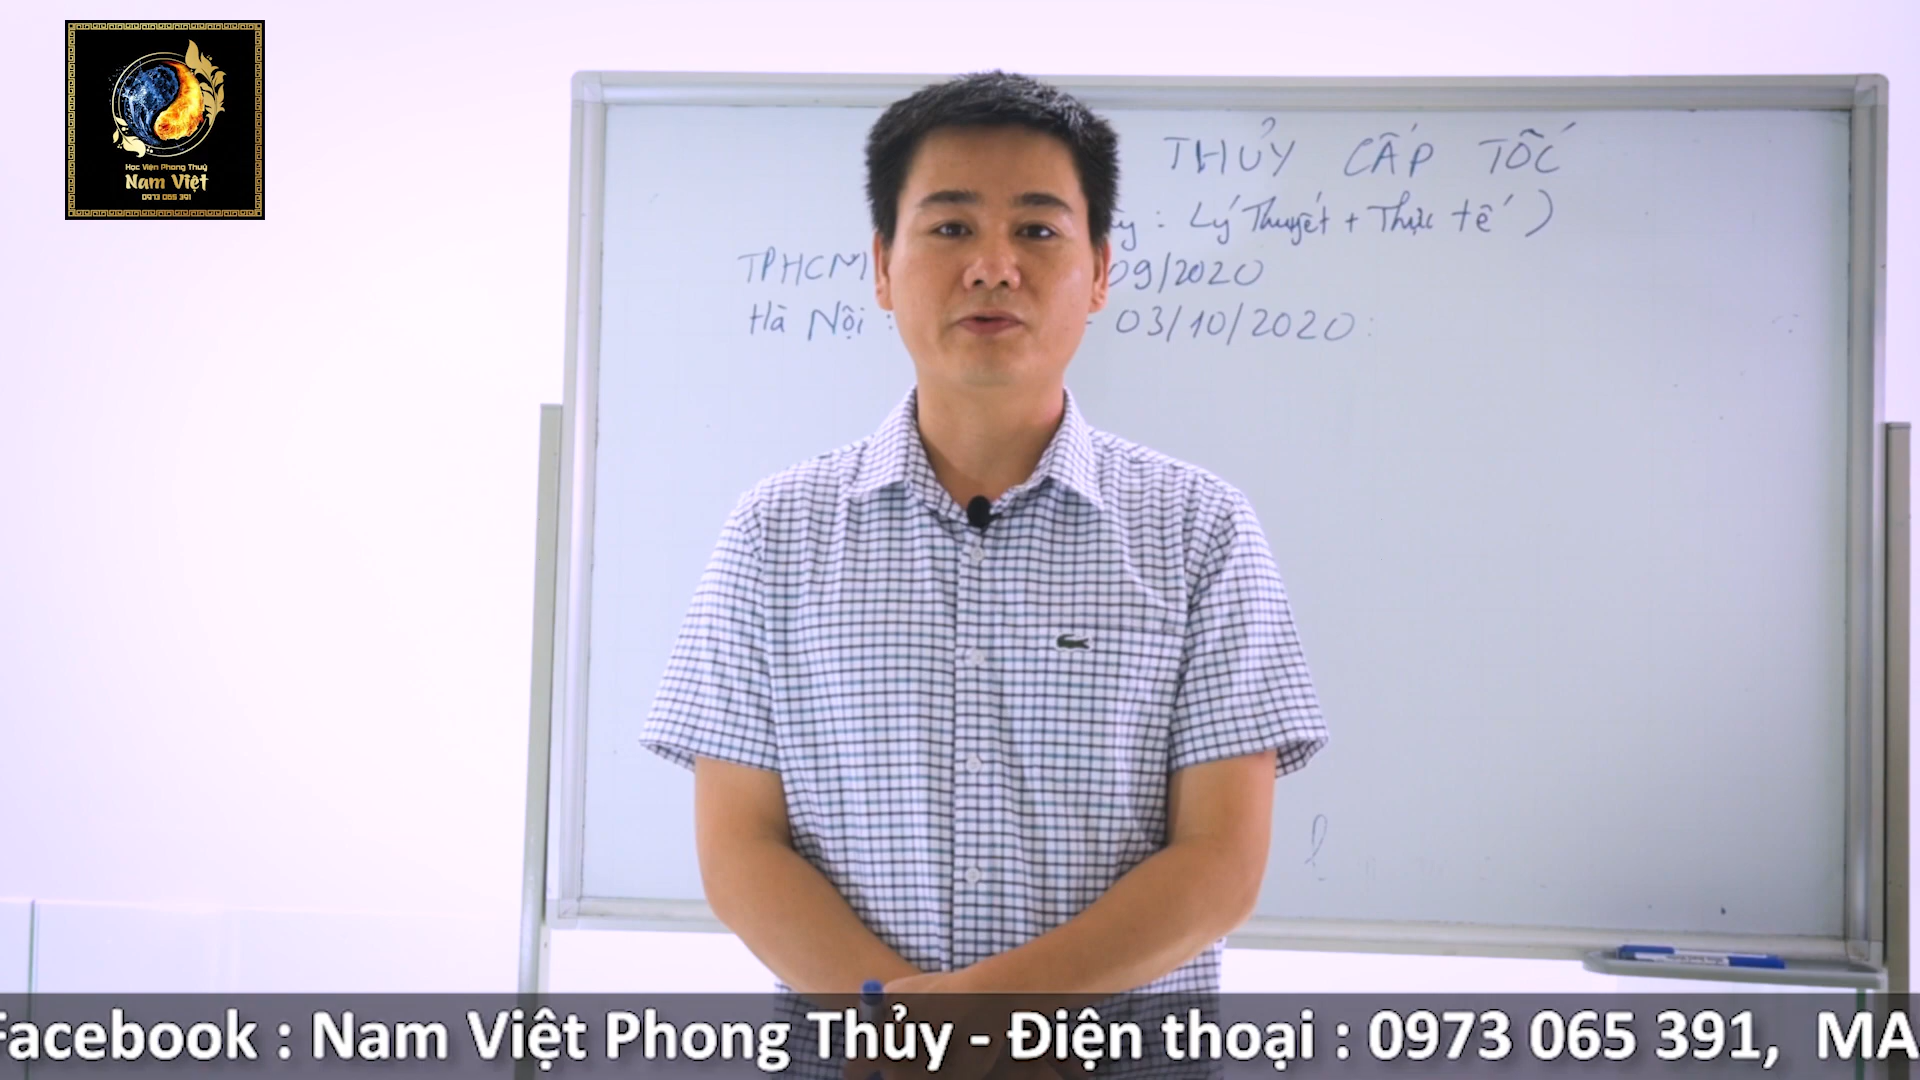 Học Viện Phong Thuỷ
Nam Việt
0973 065 391
THỦY CẤP TỐC
: Lý Thuyết + Thực tế )
TPHCM 09/2020
Hà Nội : - 03/10/2020
Facebook : Nam Việt Phong Thủy - Điện thoại : 0973 065 391, MA